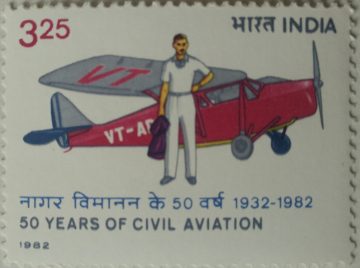 3.25 भारत INDIA
VT
VT-AD
नागर विमानन के 50 वर्ष 1932-1982
50 YEARS OF CIVIL AVIATION
1982